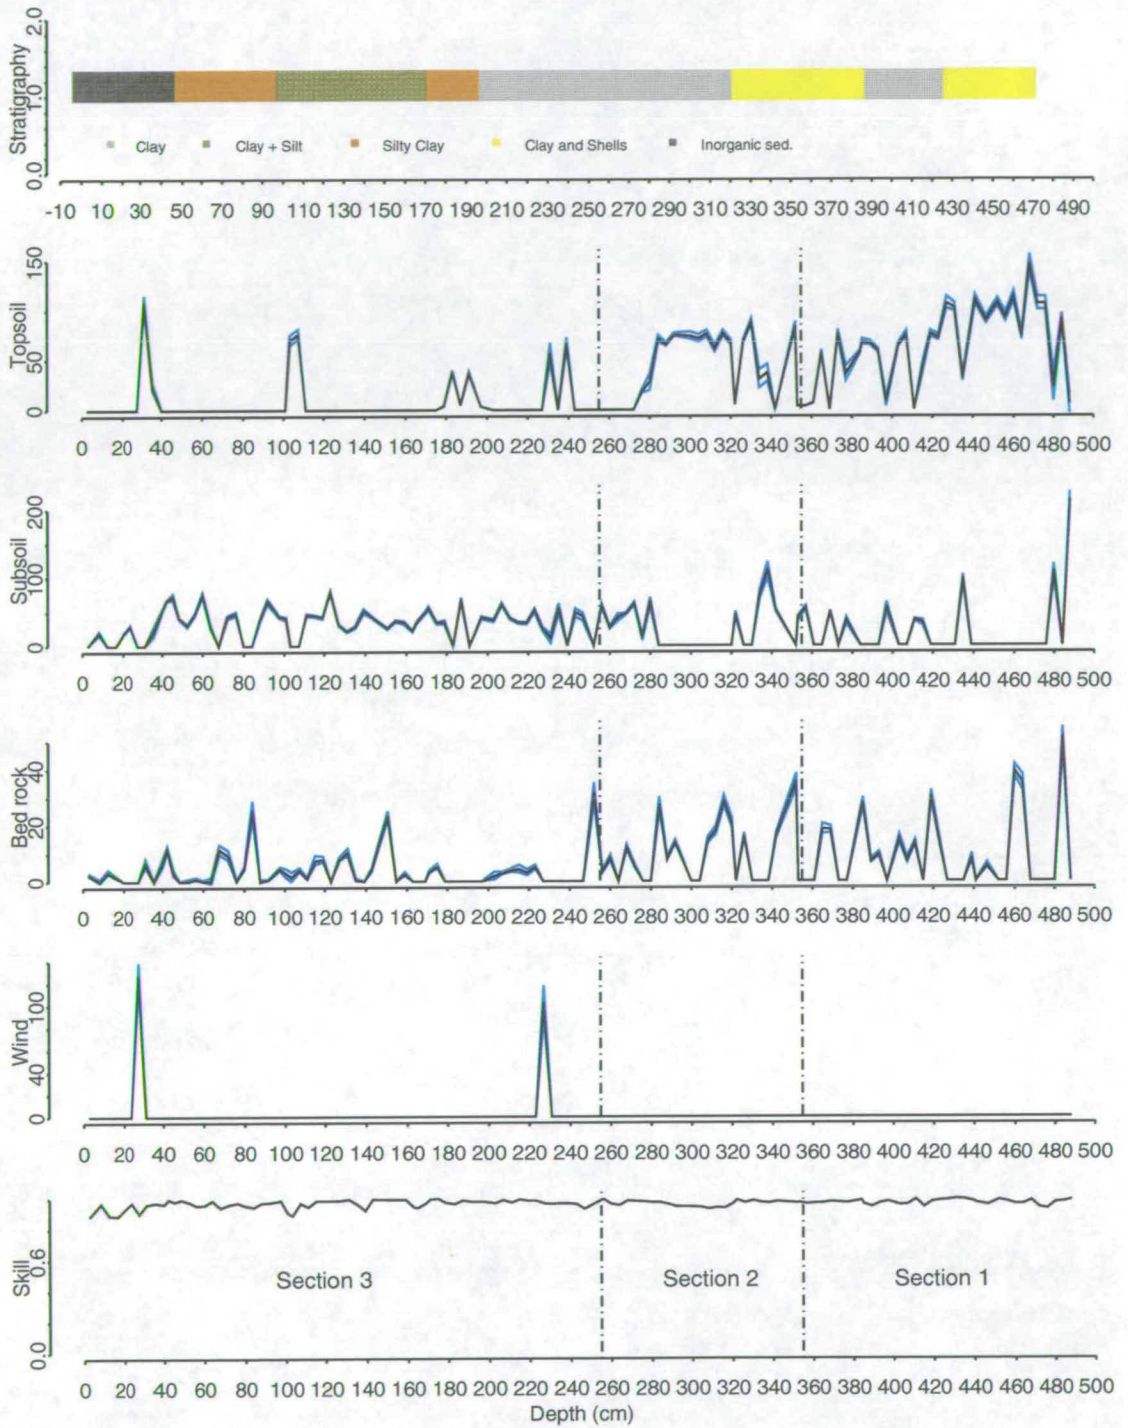 Stratigraphy
0.0 1.0 2.0
Clay Clay + Silt Silty Clay Clay and Shells Inorganic sed.
-10 10 30 50 70 90 110 130 150 170 190 210 230 250 270 290 310 330 350 370 390 410 430 450 470 490
Topsoil
0 50 150
0 20 40 60 80 100 120 140 160 180 200 220 240 260 280 300 320 340 360 380 400 420 440 460 480 500
Subsoil
0 100 200
0 20 40 60 80 100 120 140 160 180 200 220 240 260 280 300 320 340 360 380 400 420 440 460 480 500
Bed rock
0 20 40
0 20 40 60 80 100 120 140 160 180 200 220 240 260 280 300 320 340 360 380 400 420 440 460 480 500
Wind
0 40 100
0 20 40 60 80 100 120 140 160 180 200 220 240 260 280 300 320 340 360 380 400 420 440 460 480 500
Skill
0.0 0.6
Section 3 Section 2 Section 1
0 20 40 60 80 100 120 140 160 180 200 220 240 260 280 300 320 340 360 380 400 420 440 460 480 500
Depth (cm)